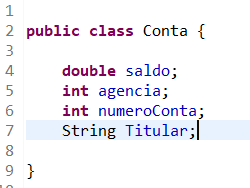 1
2 public class Conta {
3
4 double saldo;
5 int agencia;
6 int numeroConta;
7 String Titular;
8
9 }